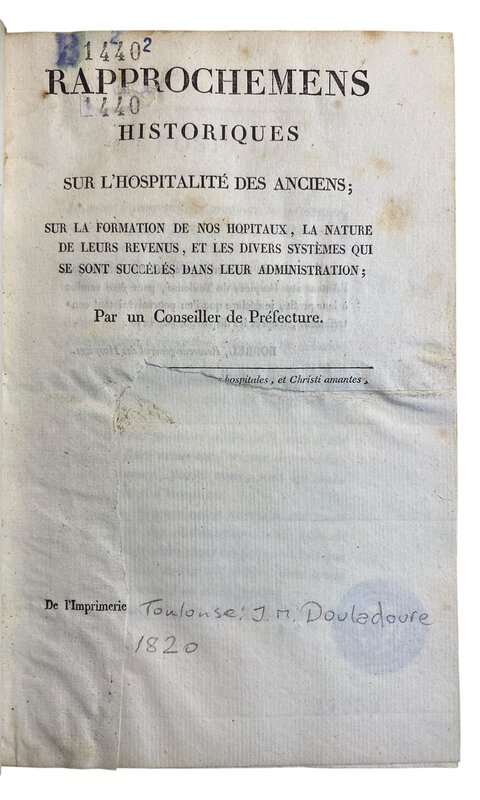 B 1440²
RAPPROCHEMENS
1440
HISTORIQUES
SUR L'HOSPITALITÉ DES ANCIENS;
SUR LA FORMATION DE NOS HOPITAUX, LA NATURE
DE LEURS REVENUS, ET LES DIVERS SYSTÈMES QUI
SE SONT SUCCÉDÉS DANS LEUR ADMINISTRATION;
Par un Conseiller de Préfecture.
hospitales, et Christi amantes,
De l'Imprimerie Toulouse: J. M. Douladoure
1820